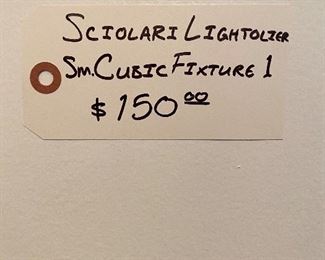 SCIOLARI LIGHTOLIER
SM. CUBIC FIXTURE 1
$150.00